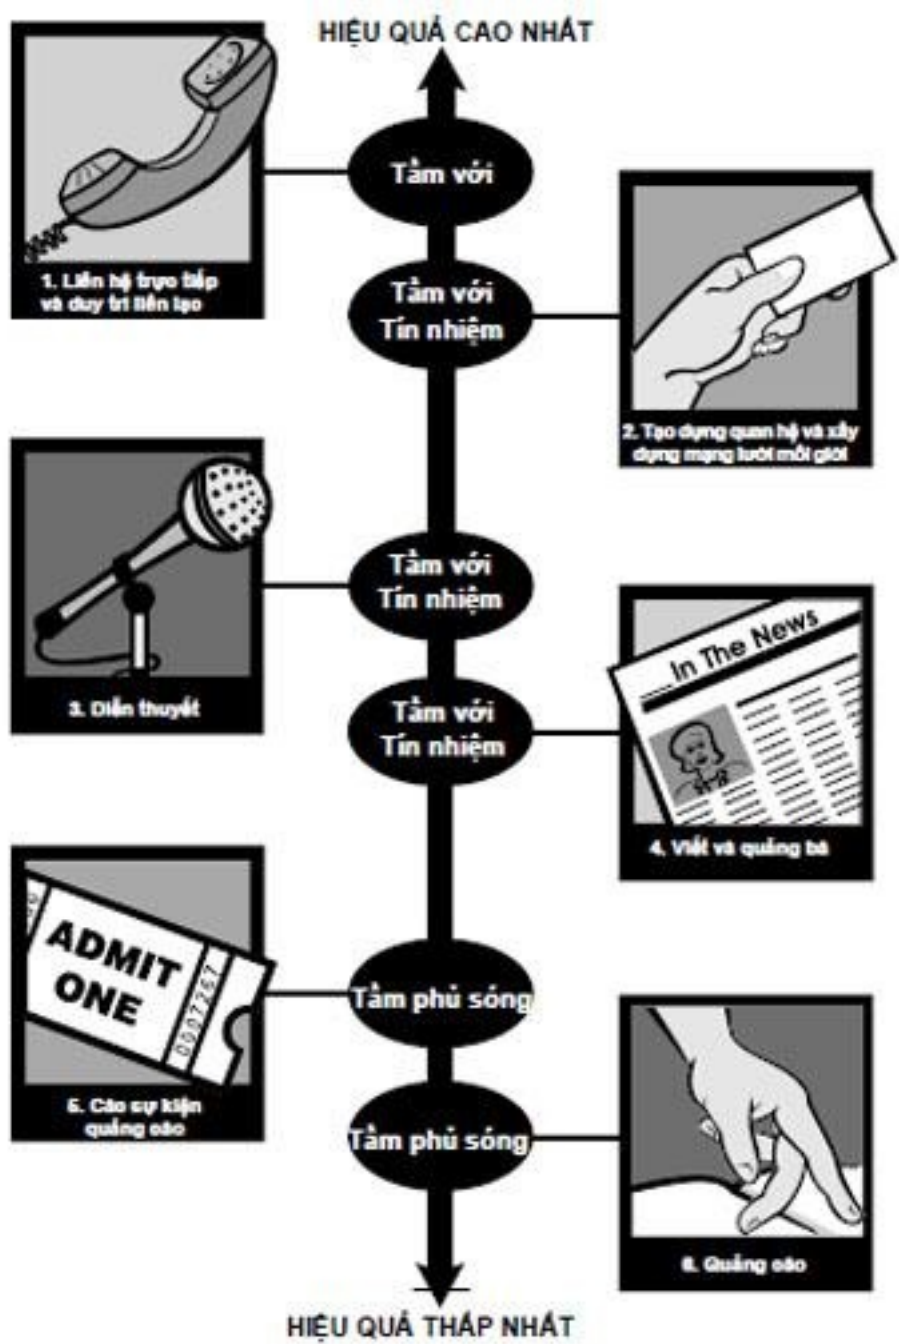 HIỆU QUẢ CAO NHẤT
Tầm với
1. Liên hệ trực tiếp
và duy trì liên lạc
Tầm với
Tín nhiệm
2. Tạo dựng quan hệ và xây
dựng mạng lưới môi giới
Tầm với
Tín nhiệm
3. Diễn thuyết
In The News
Tầm với
Tín nhiệm
4. Viết và quảng bá
ADMIT
ONE
0007267
Tầm phủ sóng
5. Các sự kiện
quảng cáo
Tầm phủ sóng
6. Quảng cáo
HIỆU QUẢ THẤP NHẤT